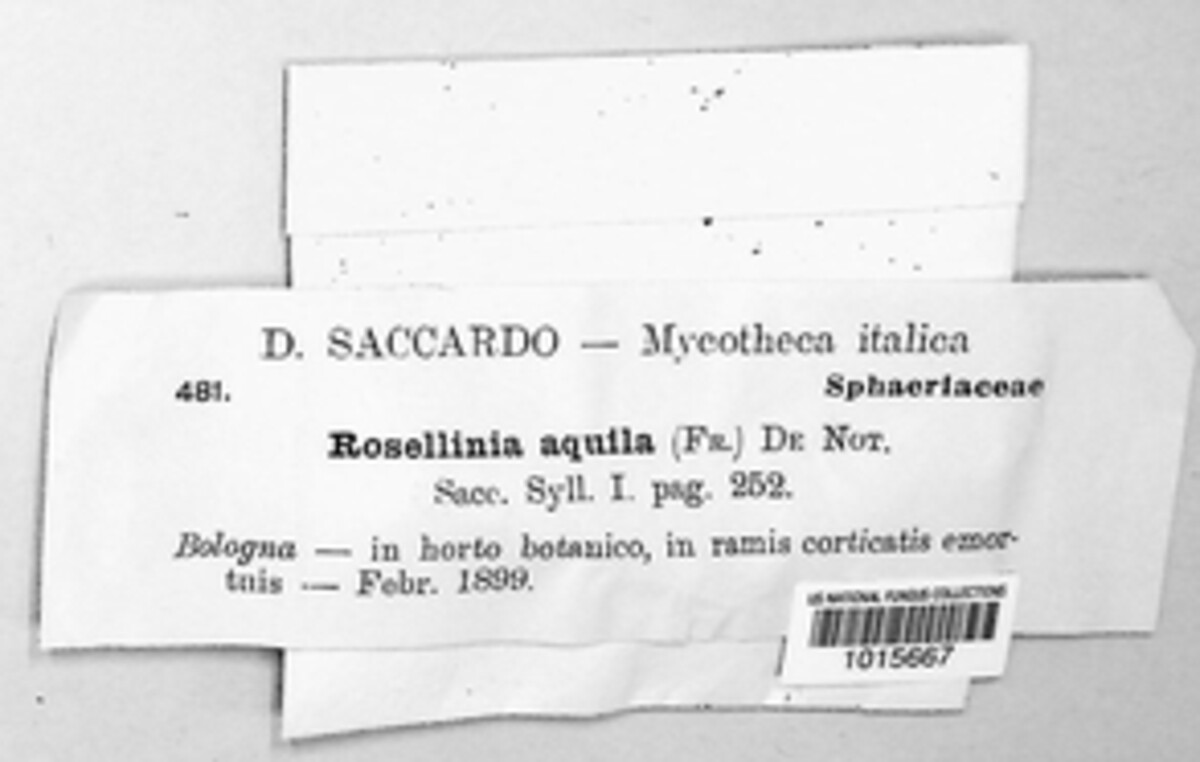 D. SACCARDO — Mycotheca italica
481.
Sphaeriaceae
Rosellinia aquila (Fr.) De Not.
Sacc. Syll. I. pag. 252.
Bologna — in horto botanico, in ramis corticatis emor-
tuis — Febr. 1899.
US NATIONAL FUNGUS COLLECTIONS
1015667